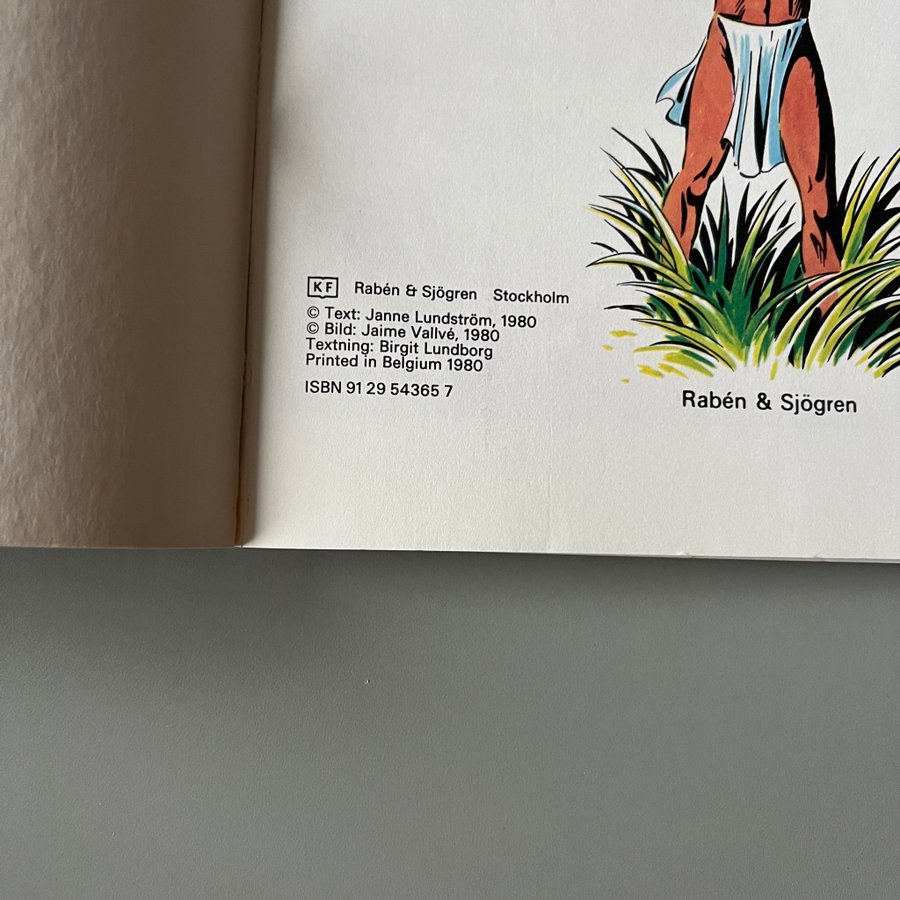 KF Rabén & Sjögren Stockholm
© Text: Janne Lundström, 1980
© Bild: Jaime Vallvé, 1980
Textning: Birgit Lundborg
Printed in Belgium 1980
ISBN 91 29 54365 7
Rabén & Sjögren